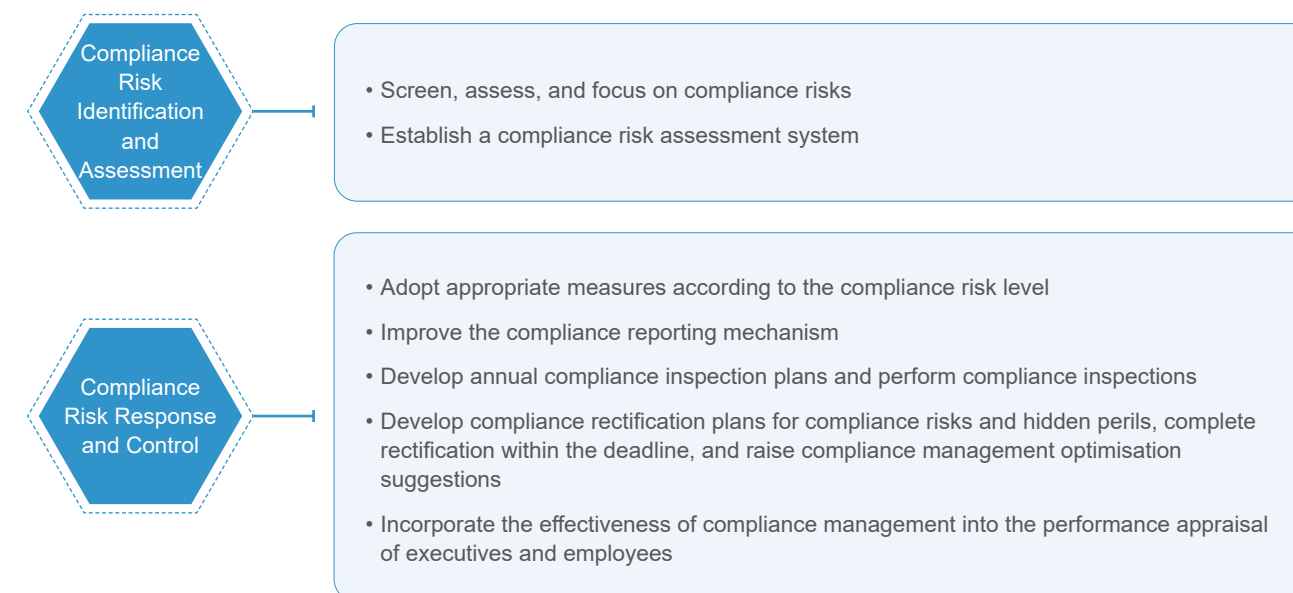 Compliance
Risk
Identification
and
Assessment
• Screen, assess, and focus on compliance risks
• Establish a compliance risk assessment system
Compliance
Risk Response
and Control
• Adopt appropriate measures according to the compliance risk level
• Improve the compliance reporting mechanism
• Develop annual compliance inspection plans and perform compliance inspections
• Develop compliance rectification plans for compliance risks and hidden perils, complete
rectification within the deadline, and raise compliance management optimisation
suggestions
• Incorporate the effectiveness of compliance management into the performance appraisal
of executives and employees